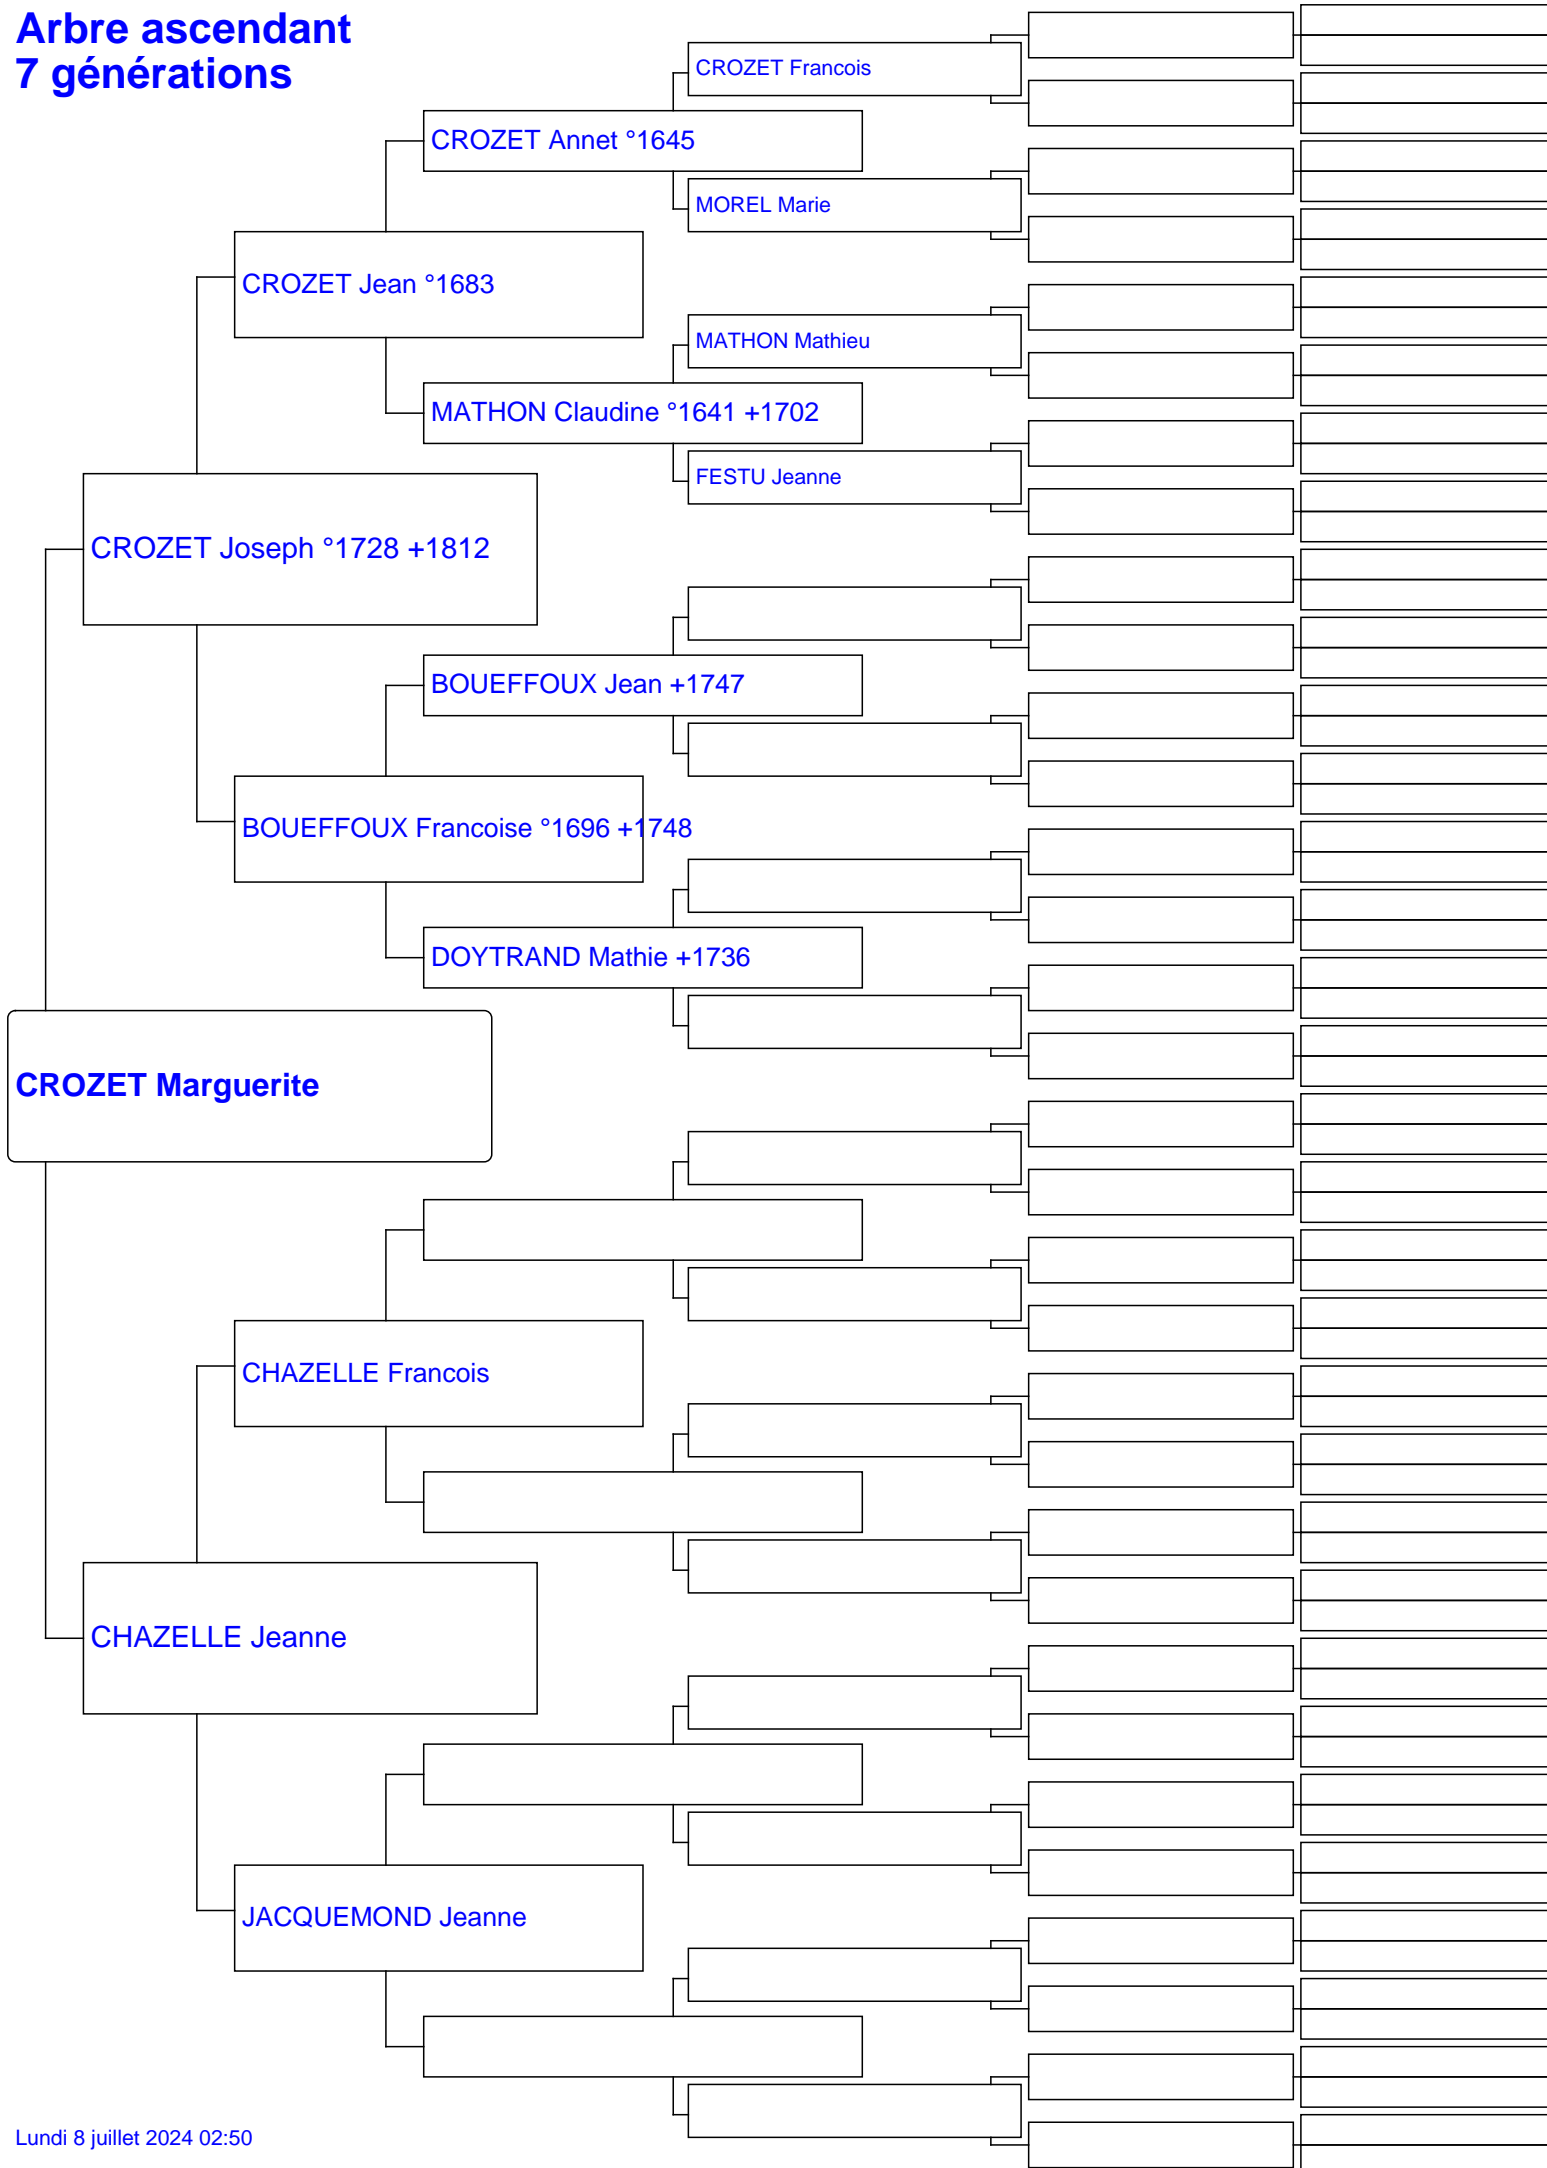 Arbre ascendant
7 générations
CROZET Francois
CROZET Annet °1645
MOREL Marie
CROZET Jean °1683
MATHON Mathieu
MATHON Claudine °1641 +1702
FESTU Jeanne
CROZET Joseph °1728 +1812
BOUEFFOUX Jean +1747
BOUEFFOUX Francoise °1696 +1748
DOYTRAND Mathie +1736
CROZET Marguerite
CHAZELLE Francois
CHAZELLE Jeanne
JACQUEMOND Jeanne
Lundi 8 juillet 2024 02:50